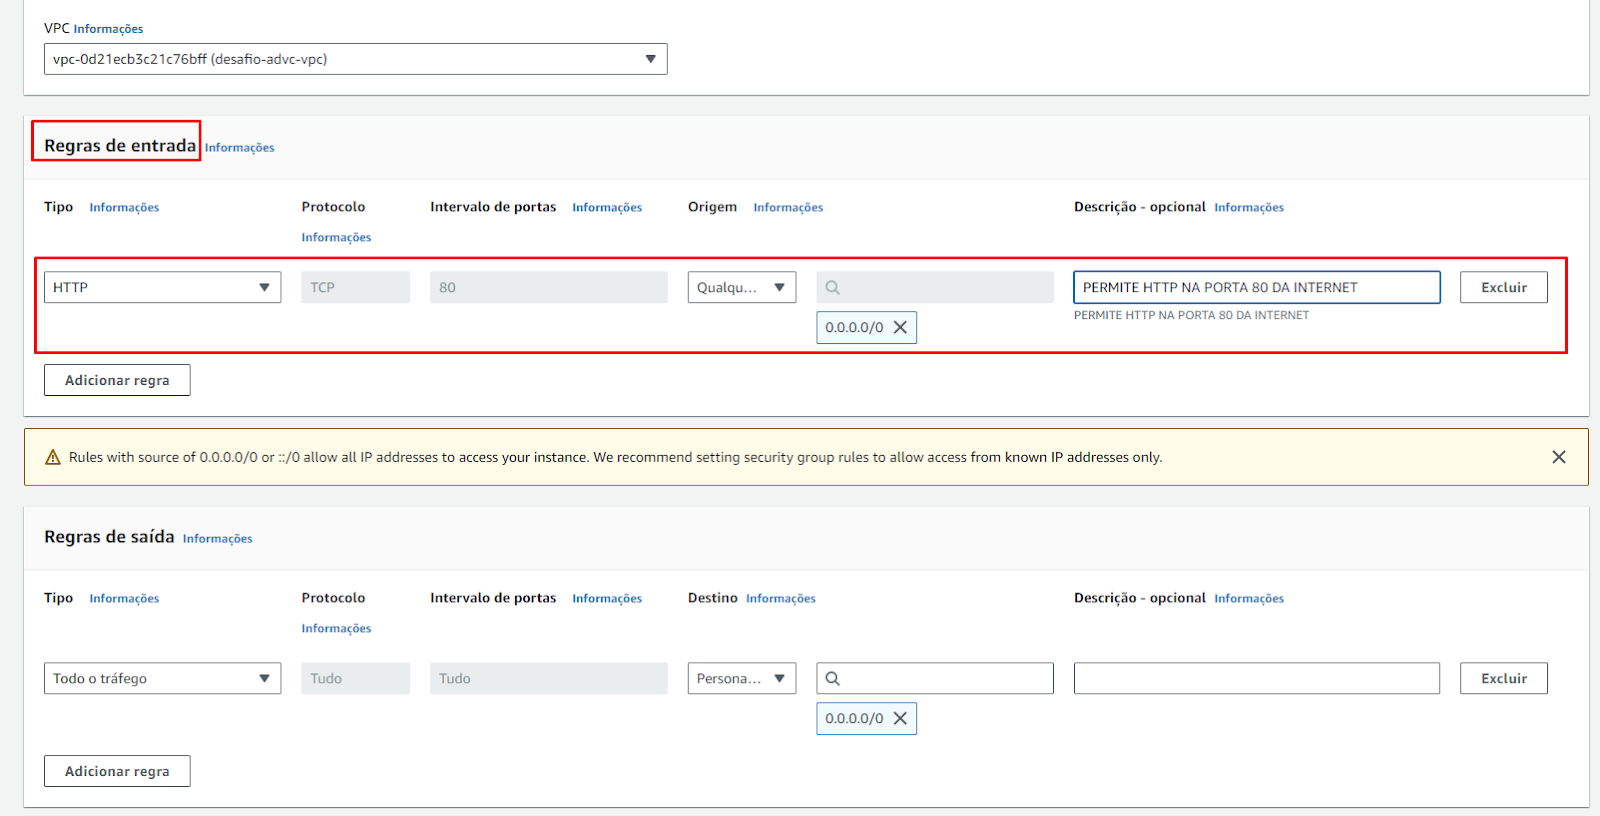 VPC Informações
vpc-0d21ecb3c21c76bff (desafio-advc-vpc)
Regras de entrada Informações
Tipo Informações Protocolo Intervalo de portas Informações Origem Informações Descrição - opcional Informações
Informações
HTTP TCP 80 Qualqu... PERMITE HTTP NA PORTA 80 DA INTERNET Excluir
PERMITE HTTP NA PORTA 80 DA INTERNET
0.0.0.0/0
Adicionar regra
Rules with source of 0.0.0.0/0 or ::/0 allow all IP addresses to access your instance. We recommend setting security group rules to allow access from known IP addresses only.
Regras de saída Informações
Tipo Informações Protocolo Intervalo de portas Informações Destino Informações Descrição - opcional Informações
Informações
Todo o tráfego Tudo Tudo Persona... Excluir
0.0.0.0/0
Adicionar regra